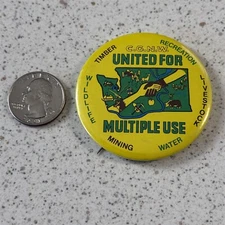 C.G.N.W.
UNITED FOR
MULTIPLE USE
TIMBER
RECREATION
LIVESTOCK
WATER
MINING
WILDLIFE